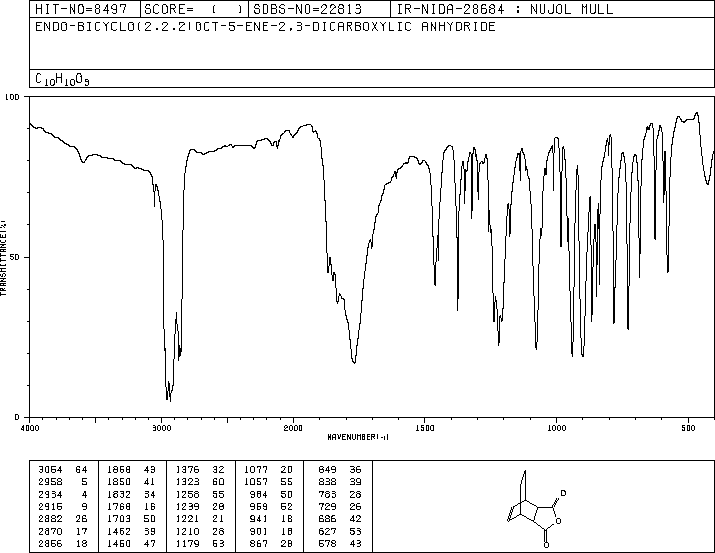 HIT-NO=8497 SCORE= ( ) SDBS-NO=22813 IR-NIDA-28684 : NUJOL MULL
ENDO-BICYCLO(2.2.2)OCT-5-ENE-2,3-DICARBOXYLIC ANHYDRIDE
C10H10O3
100
TRANSMITTANCE(%)
50
0
4000 3000 2000 1500 1000 500
WAVENUMBER(-1)
3054 64 1868 43 1376 32 1077 20 849 36
2958 5 1850 41 1323 60 1057 55 838 39
2934 4 1832 34 1258 55 984 50 783 28
2915 9 1768 16 1239 28 969 52 729 26
2882 26 1703 50 1221 21 941 18 686 42
2870 17 1462 39 1210 28 901 18 627 53
2856 18 1450 47 1179 53 867 28 578 43
O
O
O